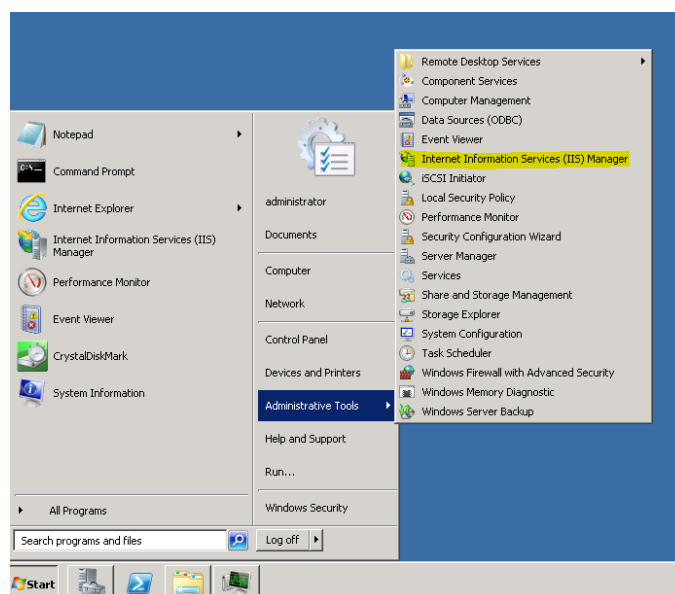 Notepad
Command Prompt
Internet Explorer
Internet Information Services (IIS)
Manager
Performance Monitor
Event Viewer
CrystalDiskMark
System Information
All Programs
Search programs and files
administrator
Documents
Computer
Network
Control Panel
Devices and Printers
Administrative Tools
Help and Support
Run...
Windows Security
Log off
Remote Desktop Services
Component Services
Computer Management
Data Sources (ODBC)
Event Viewer
Internet Information Services (IIS) Manager
iSCSI Initiator
Local Security Policy
Performance Monitor
Security Configuration Wizard
Server Manager
Services
Share and Storage Management
Storage Explorer
System Configuration
Task Scheduler
Windows Firewall with Advanced Security
Windows Memory Diagnostic
Windows Server Backup
Start